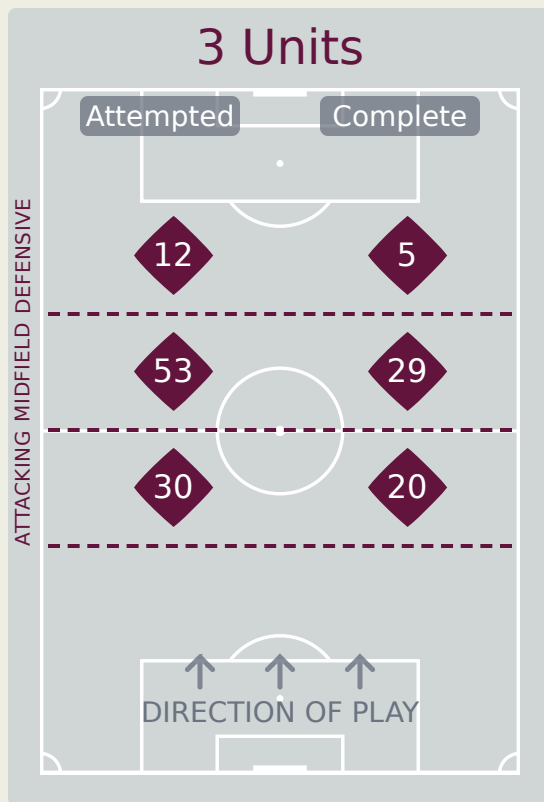 3 Units
Attempted Complete
ATTACKING MIDFIELD DEFENSIVE
12 5
53 29
30 20
DIRECTION OF PLAY